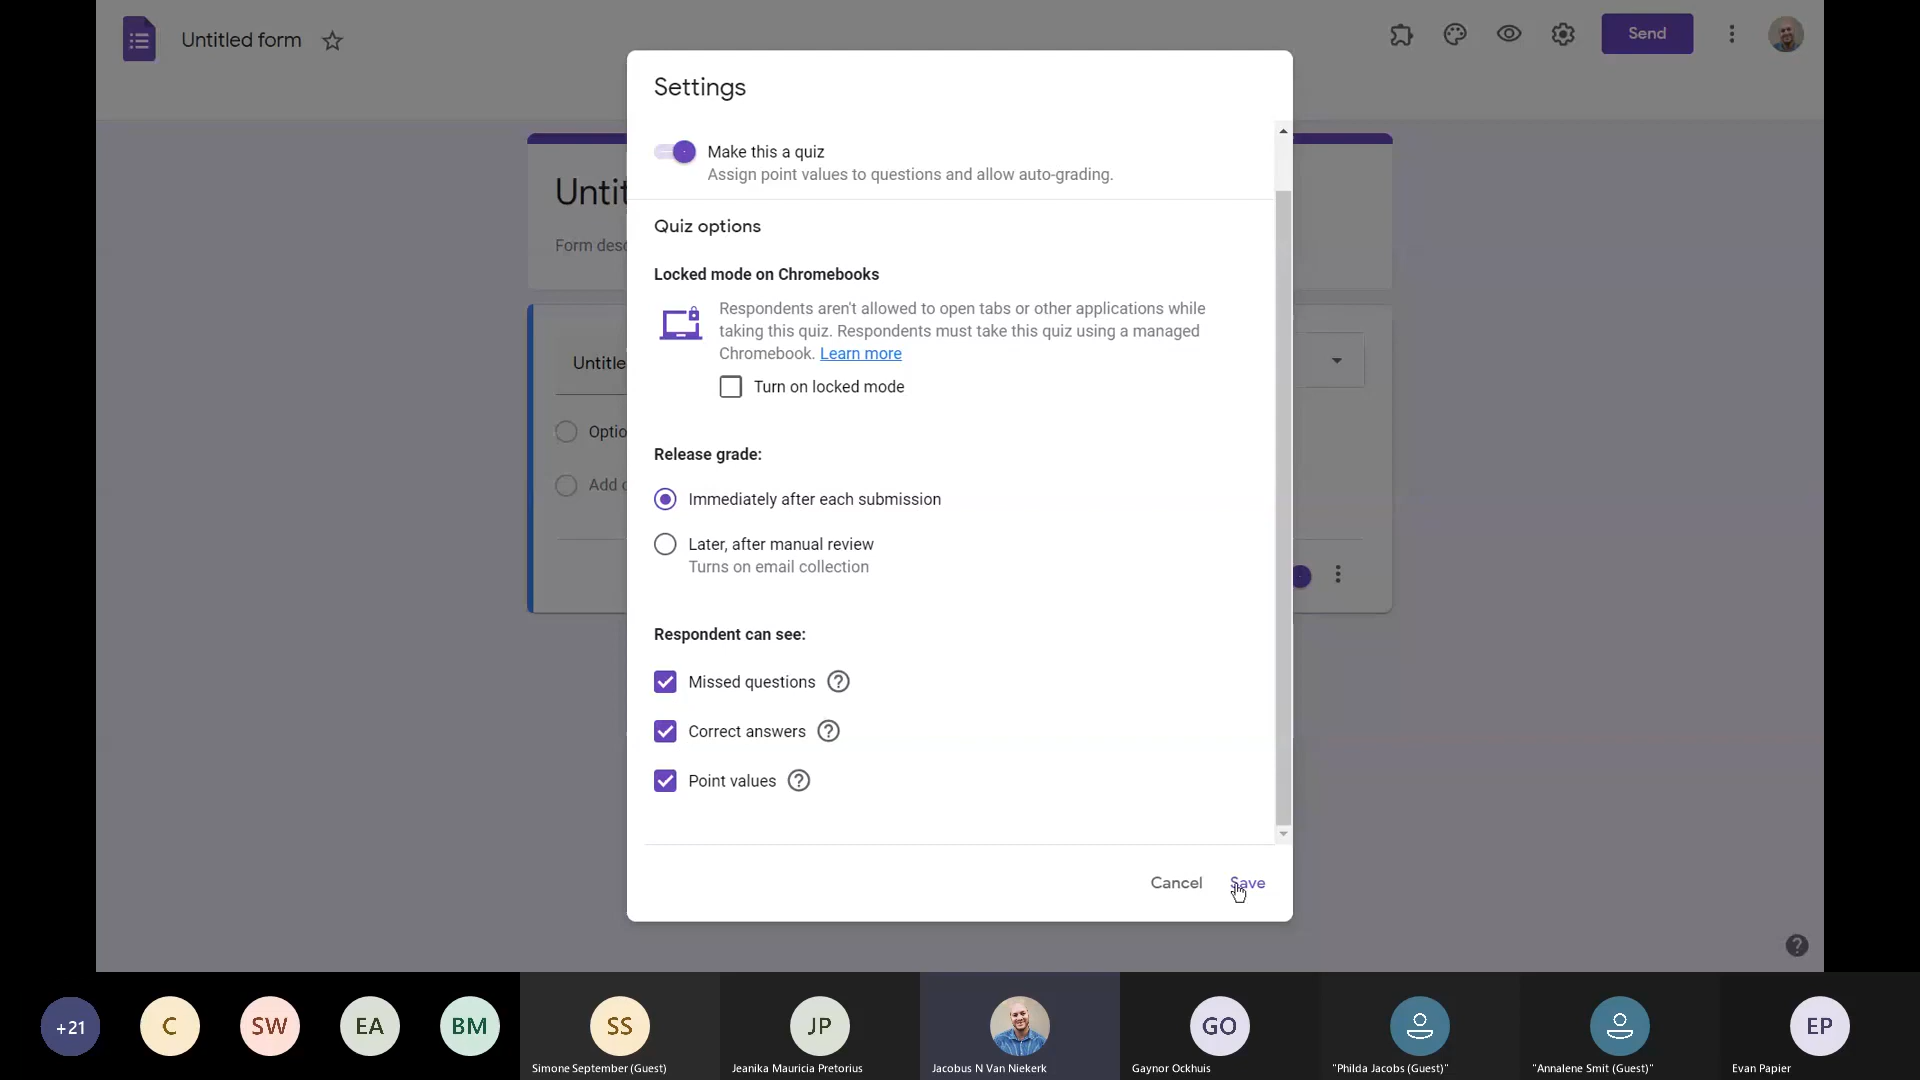 Untitled form
Send
Settings
Make this a quiz
Assign point values to questions and allow auto-grading.
Untit
Form desc
Quiz options
Locked mode on Chromebooks
Respondents aren't allowed to open tabs or other applications while
taking this quiz. Respondents must take this quiz using a managed
Chromebook. Learn more
Untitle
Turn on locked mode
Optio
Release grade:
Add o
Immediately after each submission
Later, after manual review
Turns on email collection
Respondent can see:
Missed questions
Correct answers
Point values
Cancel
Save
+21
C
SW
EA
BM
SS
JP
GO
EP
Simone September (Guest)
Jeanika Mauricia Pretorius
Jacobus N Van Niekerk
Gaynor Ockhuis
"Philda Jacobs (Guest)"
"Annalene Smit (Guest)"
Evan Papier